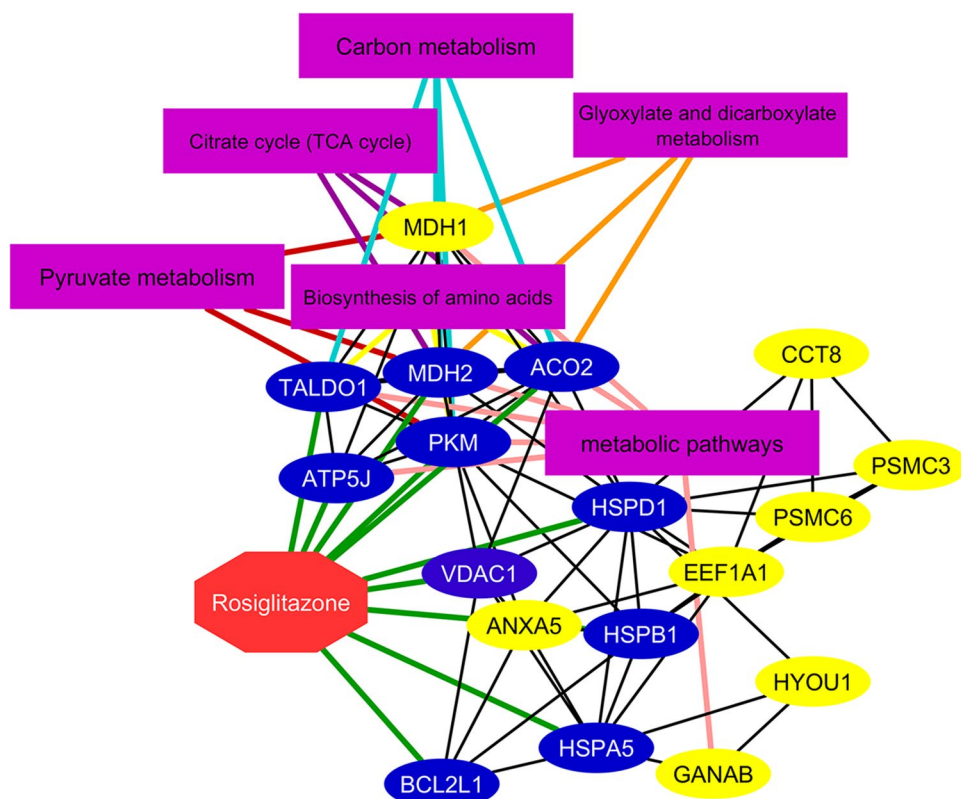 Carbon metabolism
Citrate cycle (TCA cycle)
Glyoxylate and dicarboxylate
metabolism
MDH1
Pyruvate metabolism
Biosynthesis of amino acids
CCT8
TALDO1
MDH2
ACO2
PKM
metabolic pathways
PSMC3
ATP5J
HSPD1
PSMC6
VDAC1
EEF1A1
Rosiglitazone
ANXA5
HSPB1
HYOU1
HSPA5
GANAB
BCL2L1